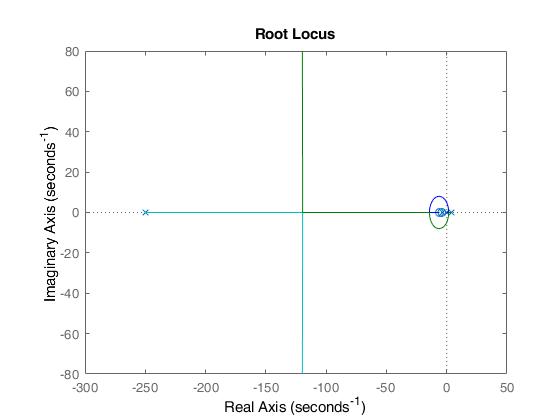 Root Locus
80
60
40
20
0
-20
-40
-60
-80
Imaginary Axis (seconds⁻¹)
-300 -250 -200 -150 -100 -50 0 -50
Real Axis (seconds⁻¹)